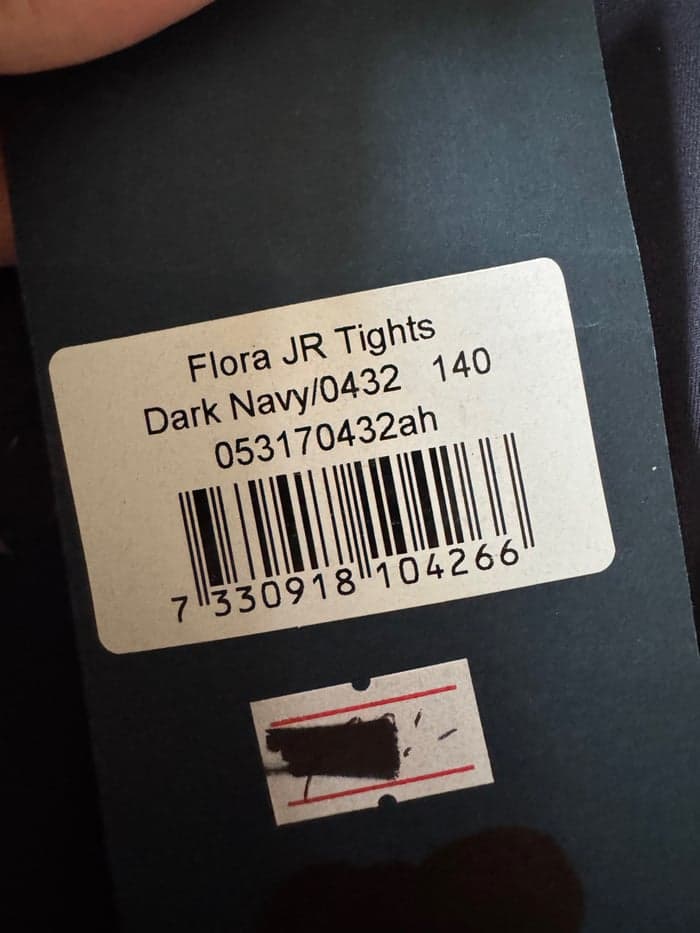 Flora JR Tights
Dark Navy/0432 140
053170432ah
7 330918 104266